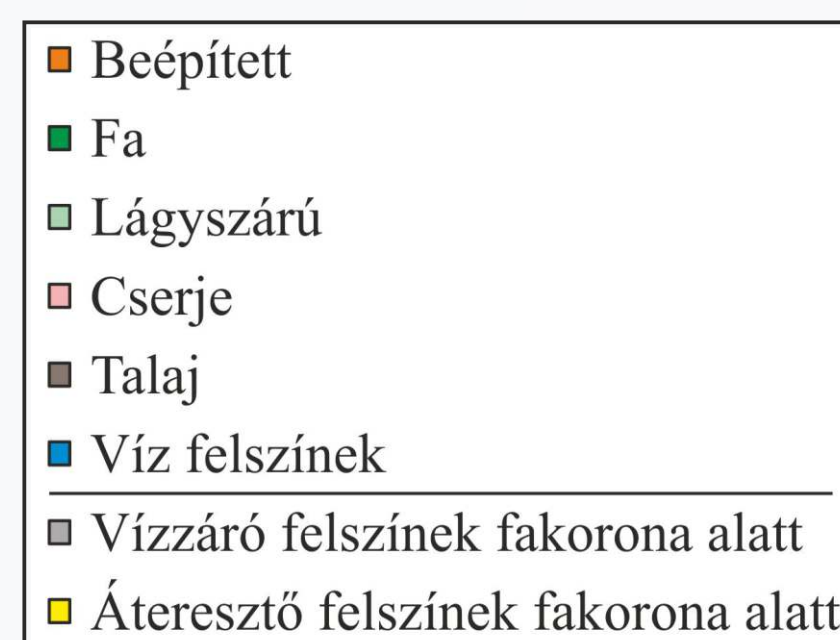 Beépített
Fa
Lágyszárú
Cserje
Talaj
Víz felszínek
Vízzáró felszínek fakorona alatt
Áteresztő felszínek fakorona alatt